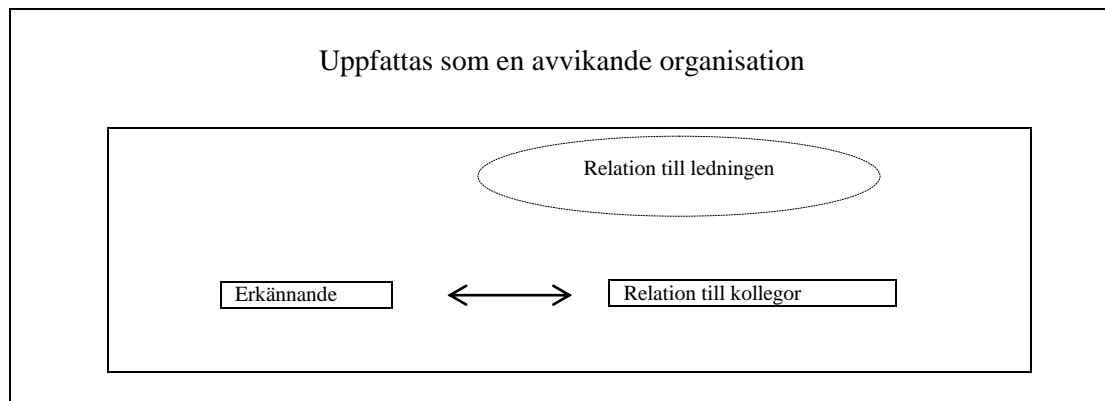 Uppfattas som en avvikande organisation
Relation till ledningen
Erkännande
Relation till kollegor